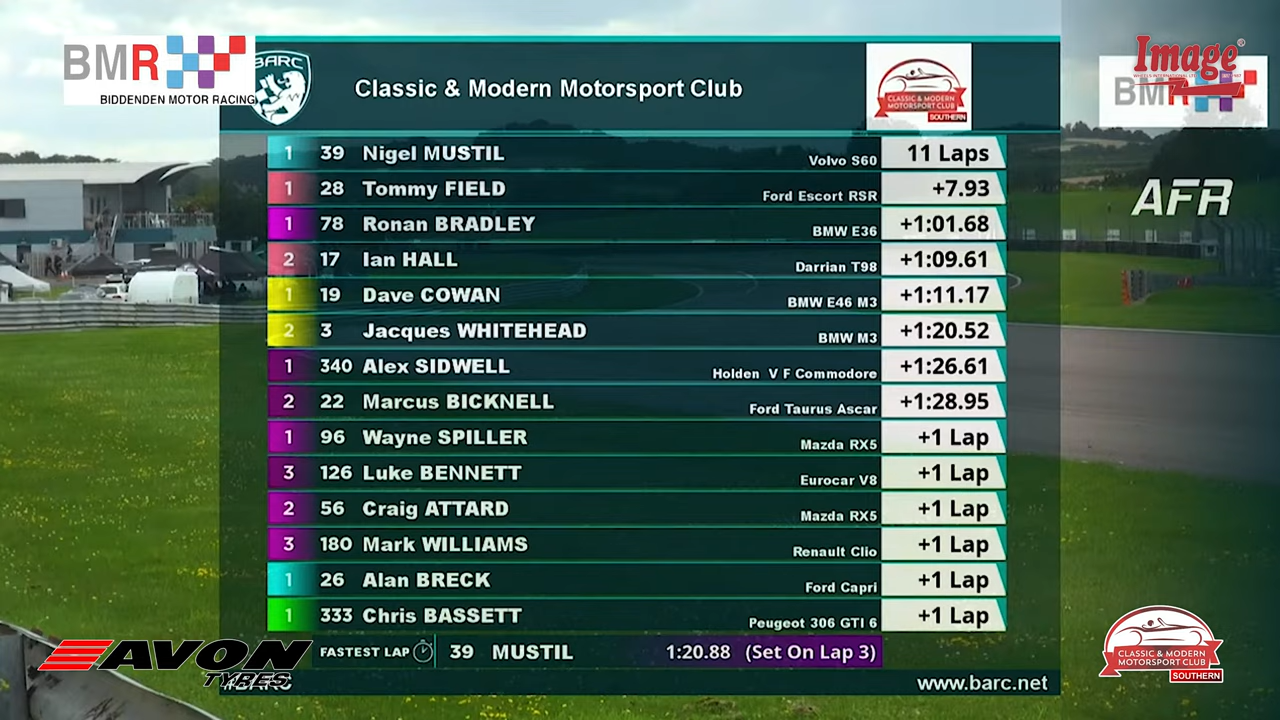 BMR
BIDDENDEN MOTOR RACING
BARC
Classic & Modern Motorsport Club
CLASSIC & MODERN
MOTORSPORT CLUB
SOUTHERN
Image
BMR
AFR
1 39 Nigel MUSTIL Volvo S60 11 Laps
1 28 Tommy FIELD Ford Escort RSR +7.93
1 78 Ronan BRADLEY BMW E36 +1:01.68
2 17 Ian HALL Darrian T98 +1:09.61
1 19 Dave COWAN BMW E46 M3 +1:11.17
2 3 Jacques WHITEHEAD BMW M3 +1:20.52
1 340 Alex SIDWELL Holden V F Commodore +1:26.61
2 22 Marcus BICKNELL Ford Taurus Ascar +1:28.95
1 96 Wayne SPILLER Mazda RX5 +1 Lap
3 126 Luke BENNETT Eurocar V8 +1 Lap
2 56 Craig ATTARD Mazda RX5 +1 Lap
3 180 Mark WILLIAMS Renault Clio +1 Lap
1 26 Alan BRECK Ford Capri +1 Lap
1 333 Chris BASSETT Peugeot 306 GTI 6 +1 Lap
FASTEST LAP 39 MUSTIL 1:20.88 (Set On Lap 3)
AVON
TYRES
#BARC
www.barc.net
CLASSIC & MODERN
MOTORSPORT CLUB
SOUTHERN